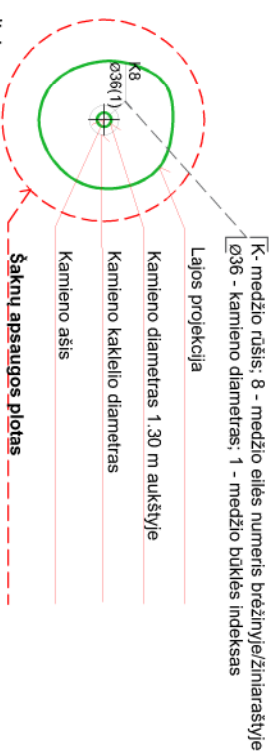 K- medžio rūšis; 8 - medžio eilės numeris brėžinyje/žiniaraštyje
Ø36 - kamieno diametras; 1 - medžio būklės indeksas
K8
Ø36(1)
Lajos projekcija
Kamieno diametras 1.30 m aukštyje
Kamieno kaklelio diametras
Kamieno ašis
Šaknų apsaugos plotas